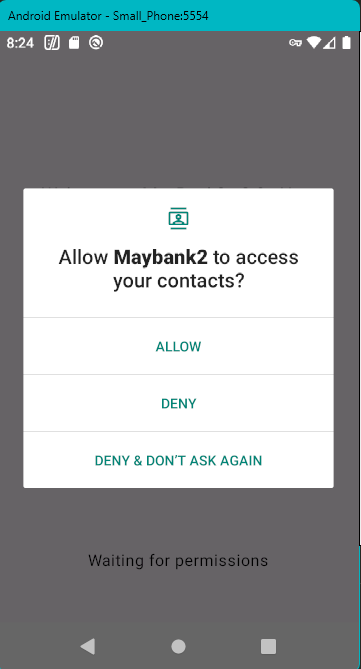 Android Emulator - Small_Phone:5554
8:24
Allow Maybank2 to access
your contacts?
ALLOW
DENY
DENY & DON'T ASK AGAIN
Waiting for permissions